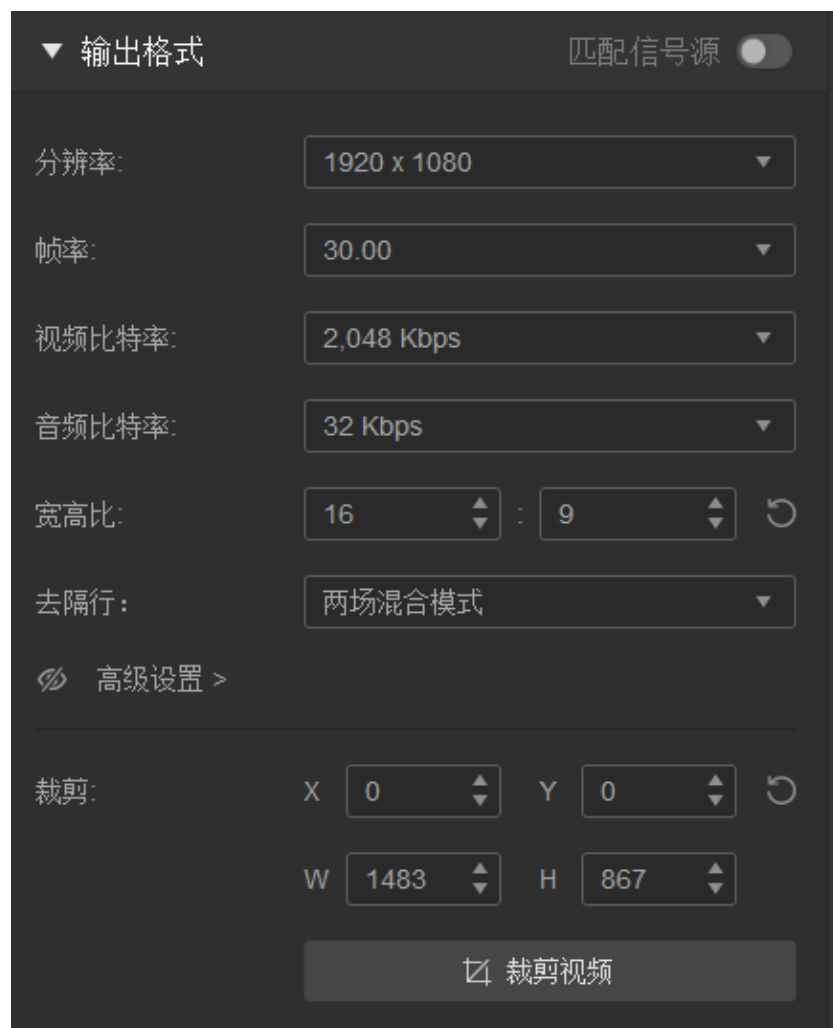 ▼ 输出格式 匹配信号源
分辨率: 1920 x 1080
帧率: 30.00
视频比特率: 2,048 Kbps
音频比特率: 32 Kbps
宽高比: 16 : 9
去隔行： 两场混合模式
高级设置 >
裁剪: X 0 Y 0
W 1483 H 867
裁剪视频